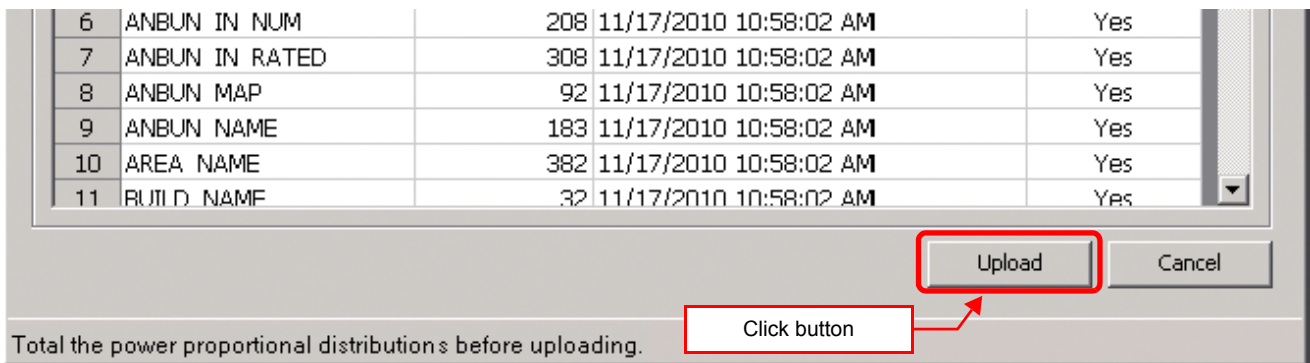 6 ANBUN IN NUM 208 11/17/2010 10:58:02 AM Yes
7 ANBUN IN RATED 308 11/17/2010 10:58:02 AM Yes
8 ANBUN MAP 92 11/17/2010 10:58:02 AM Yes
9 ANBUN NAME 183 11/17/2010 10:58:02 AM Yes
10 AREA NAME 382 11/17/2010 10:58:02 AM Yes
11 BUILD NAME 32 11/17/2010 10:58:02 AM Yes
Upload Cancel
Click button
Total the power proportional distributions before uploading.